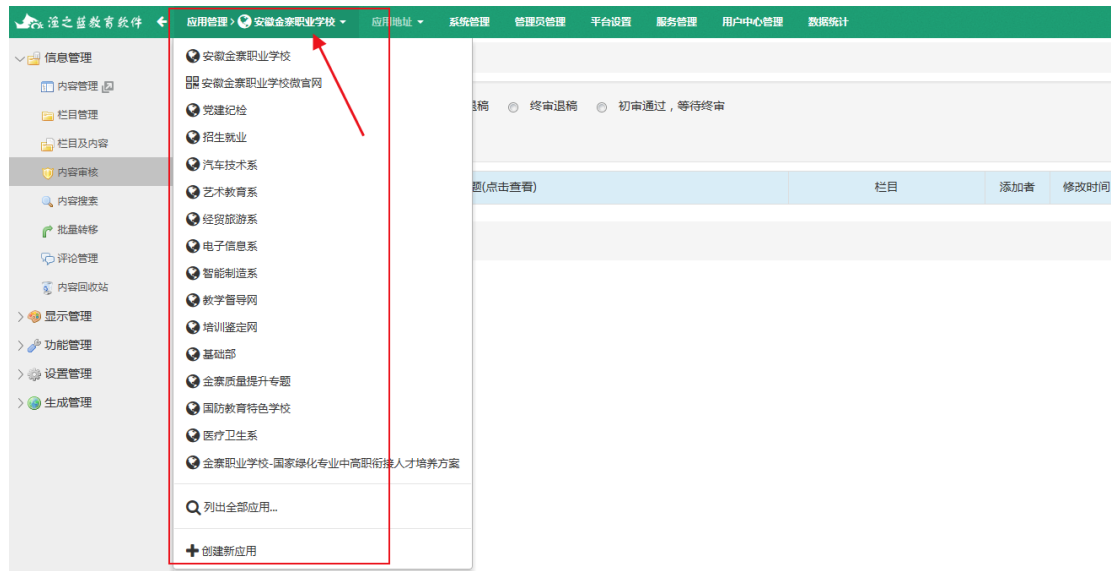 滢之蓝教育软件
应用管理 > 安徽金寨职业学校
应用地址
系统管理
管理员管理
平台设置
服务管理
用户中心管理
数据统计
信息管理
内容管理
栏目管理
栏目及内容
内容审核
内容搜索
批量转移
评论管理
内容回收站
显示管理
功能管理
设置管理
生成管理
安徽金寨职业学校
安徽金寨职业学校微官网
党建纪检
招生就业
汽车技术系
艺术教育系
经贸旅游系
电子信息系
智能制造系
教学督导网
培训鉴定网
基础部
金寨质量提升专题
国防教育特色学校
医疗卫生系
金寨职业学校-国家绿化专业中高职衔接人才培养方案
列出全部应用...
创建新应用
退稿
终审退稿
初审通过，等待终审
题(点击查看)
栏目
添加者
修改时间